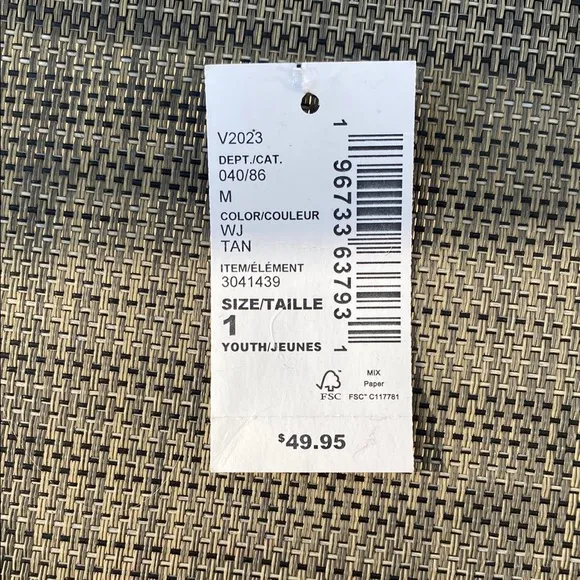 V2023
DEPT./CAT.
040/86
M
COLOR/COULEUR
WJ
TAN
ITEM/ÉLÉMENT
3041439
SIZE/TAILLE
1
YOUTH/JEUNES
1 96733 63793 1
FSC
MIX
Paper
FSC™ C117781
$49.95